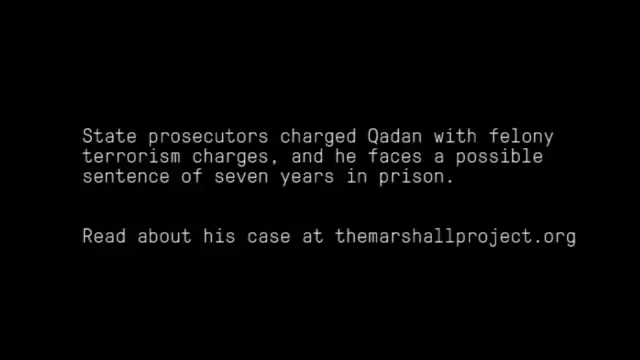 State prosecutors charged Qadan with felony
terrorism charges, and he faces a possible
sentence of seven years in prison.
Read about his case at themarshallproject.org